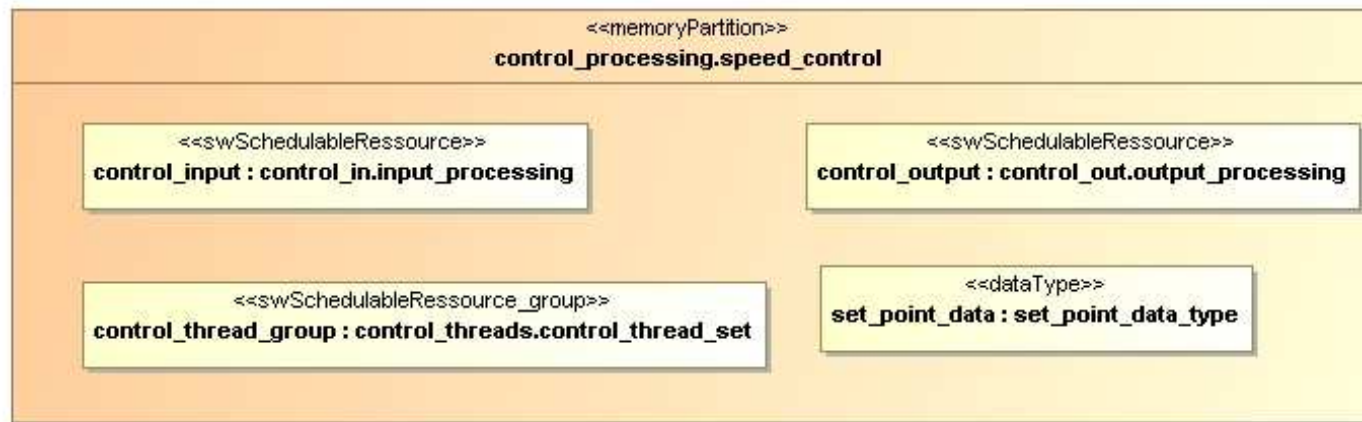 <<memoryPartition>>
control_processing.speed_control
<<swSchedulableRessource>>
control_input : control_in.input_processing
<<swSchedulableRessource>>
control_output : control_out.output_processing
<<swSchedulableRessource_group>>
control_thread_group : control_threads.control_thread_set
<<dataType>>
set_point_data : set_point_data_type